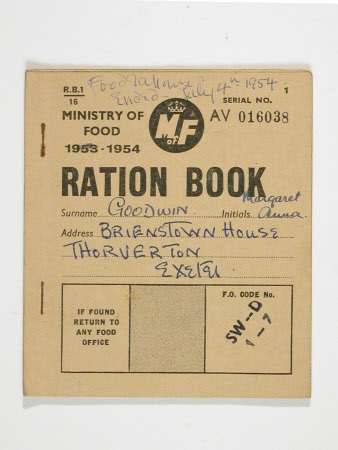 R.B.1
16
Food Rationing
Ended July 4th 1954.
1
SERIAL NO.
MINISTRY OF
FOOD
MF
of
AV 016038
1953-1954
RATION BOOK
Surname GOODWIN Initials Margaret Anna.
Address BRIENSTOWN HOUSE
THORVERTON
EXETER
IF FOUND
RETURN TO
ANY FOOD
OFFICE
F.O. CODE No.
SW-D
1-7